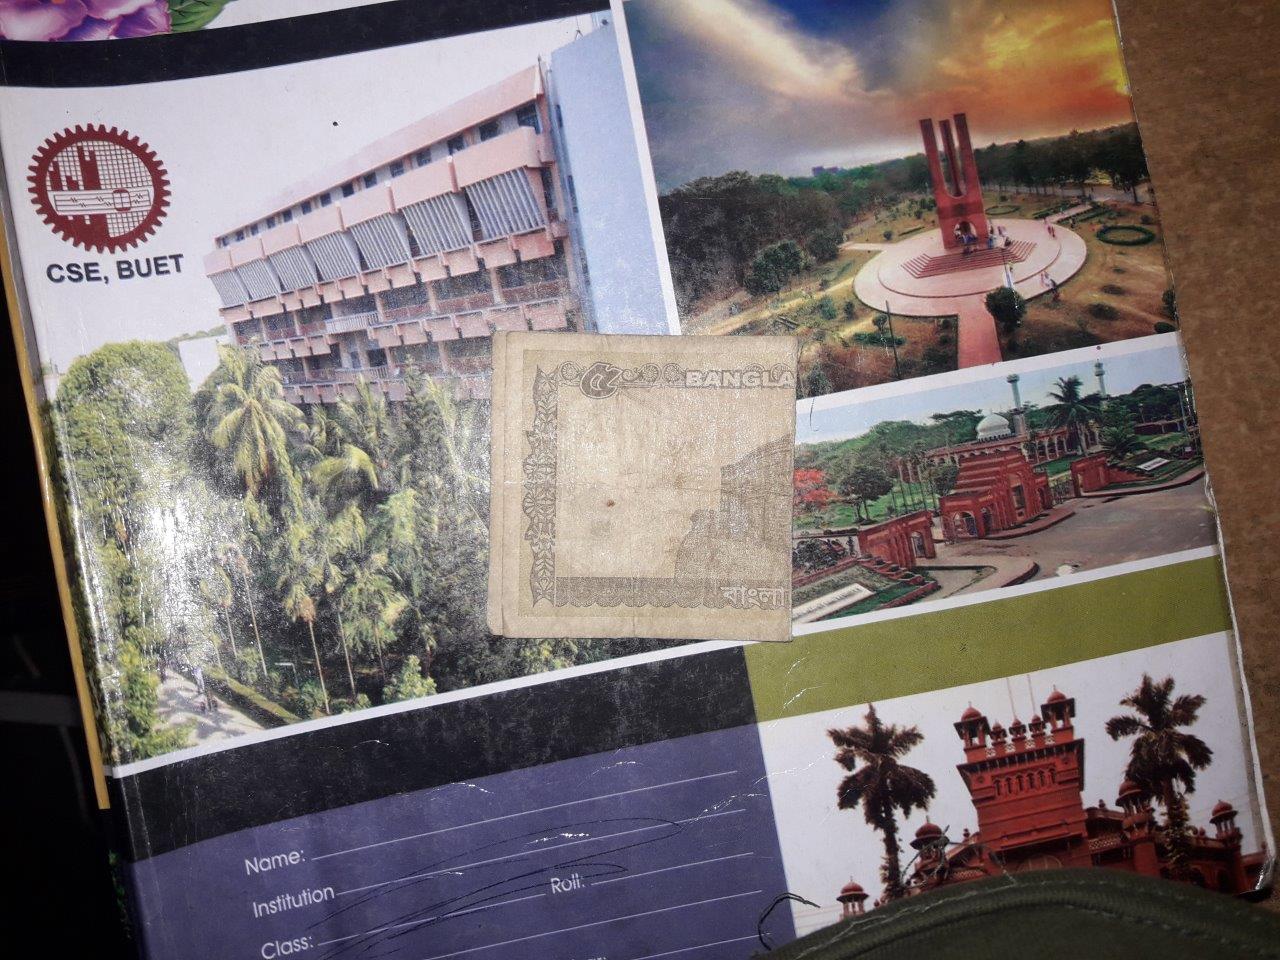 CSE, BUET
BANGLA
বাংলা
Name:
Institution
Roll:
Class: